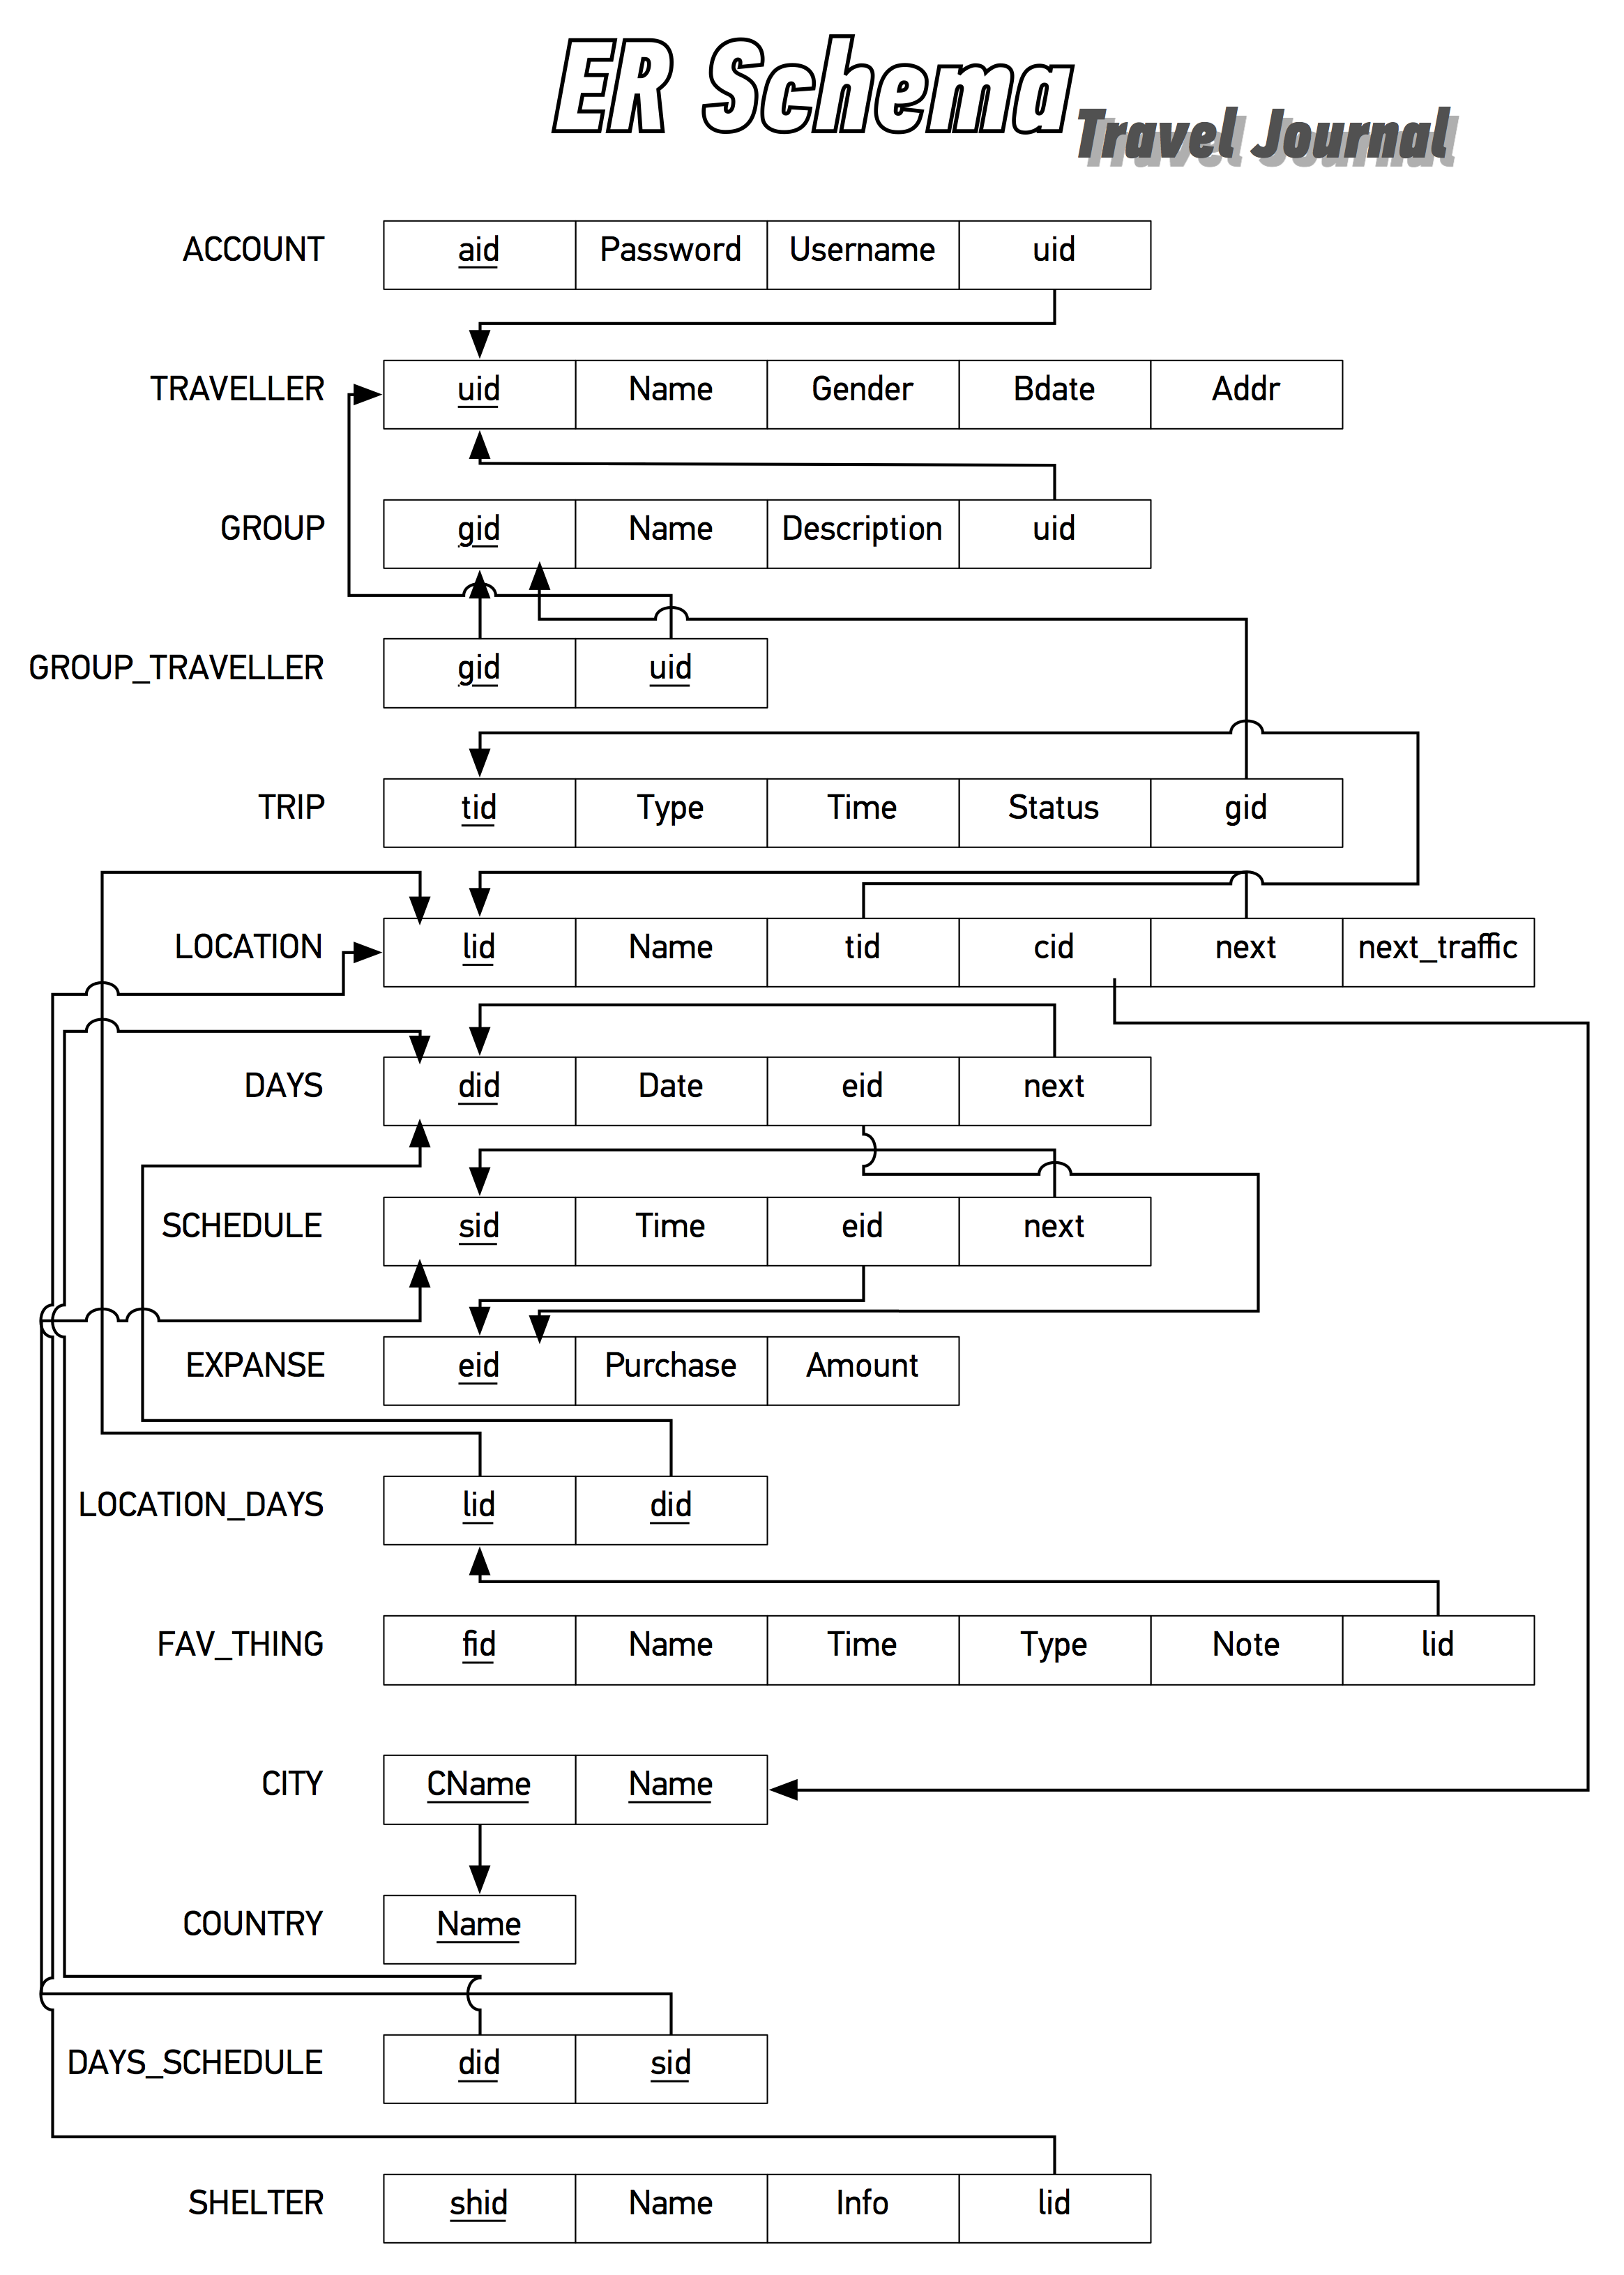 ER Schema
Travel Journal
ACCOUNT aid Password Username uid
TRAVELLER uid Name Gender Bdate Addr
GROUP gid Name Description uid
GROUP_TRAVELLER gid uid
TRIP tid Type Time Status gid
LOCATION lid Name tid cid next next_traffic
DAYS did Date eid next
SCHEDULE sid Time eid next
EXPANSE eid Purchase Amount
LOCATION_DAYS lid did
FAV_THING fid Name Time Type Note lid
CITY CName Name
COUNTRY Name
DAYS_SCHEDULE did sid
SHELTER shid Name Info lid